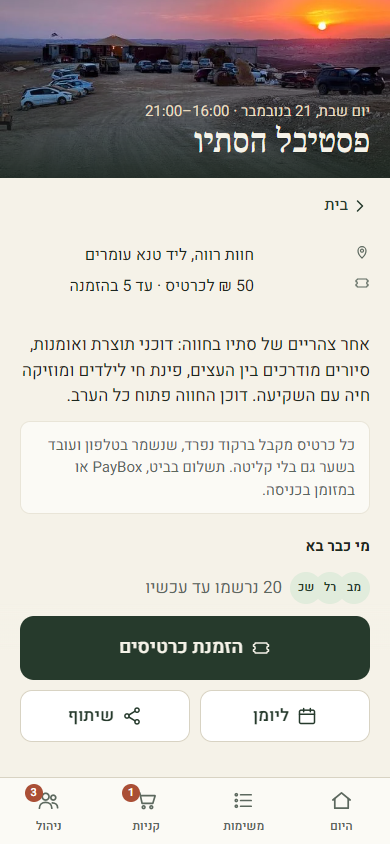 יום שבת, 21 בנובמבר · 16:00–21:00
פסטיבל הסתיו
בית
חוות רווה, ליד טנא עומרים
50 ₪ לכרטיס · עד 5 בהזמנה
אחר צהריים של סתיו בחווה: דוכני תוצרת ואומנות,
סיורים מודרכים בין העצים, פינת חי לילדים ומוזיקה
חיה עם השקיעה. דוכן החווה פתוח כל הערב.
כל כרטיס מקבל ברקוד נפרד, שנשמר בטלפון ועובד
בשער גם בלי קליטה. תשלום בביט, PayBox או
במזומן בכניסה.
מי כבר בא
מב רל שכ 20 נרשמו עד עכשיו
הזמנת כרטיסים
ליומן שיתוף
1 3
היום משימות קניות ניהול